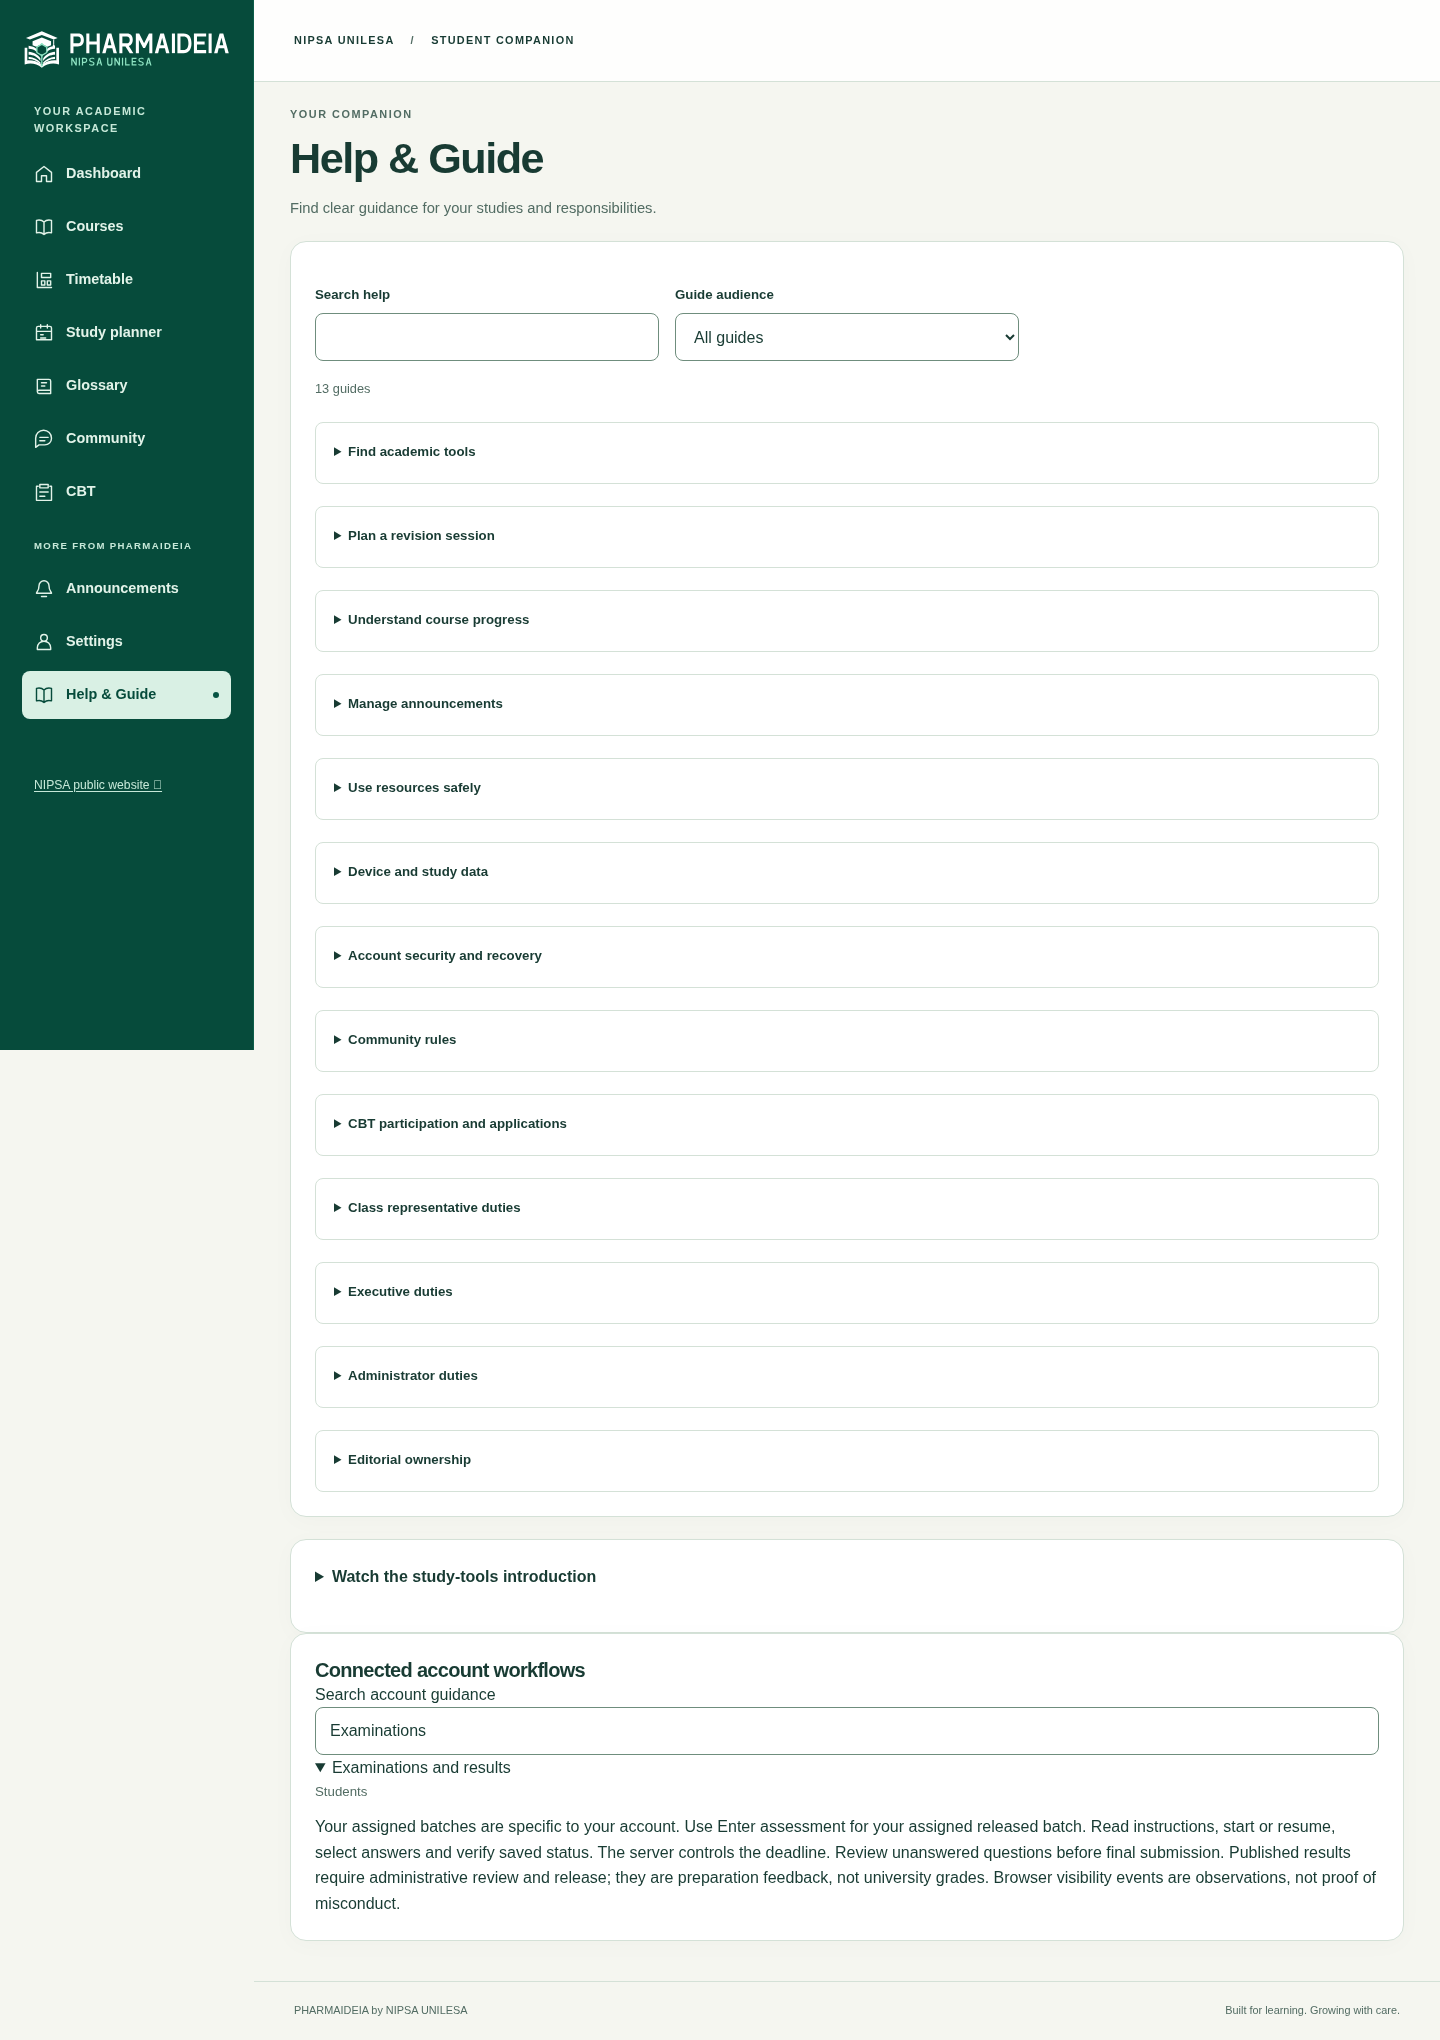 PHARMAIDEIA
NIPSA UNILESA
YOUR ACADEMIC
WORKSPACE
Dashboard
Courses
Timetable
Study planner
Glossary
Community
CBT
MORE FROM PHARMAIDEIA
Announcements
Settings
Help & Guide
NIPSA public website
NIPSA UNILESA / STUDENT COMPANION
YOUR COMPANION
Help & Guide
Find clear guidance for your studies and responsibilities.
Search help
Guide audience
All guides
13 guides
Find academic tools
Plan a revision session
Understand course progress
Manage announcements
Use resources safely
Device and study data
Account security and recovery
Community rules
CBT participation and applications
Class representative duties
Executive duties
Administrator duties
Editorial ownership
Watch the study-tools introduction
Connected account workflows
Search account guidance
Examinations
Examinations and results
Students
Your assigned batches are specific to your account. Use Enter assessment for your assigned released batch. Read instructions, start or resume,
select answers and verify saved status. The server controls the deadline. Review unanswered questions before final submission. Published results
require administrative review and release; they are preparation feedback, not university grades. Browser visibility events are observations, not proof of
misconduct.
PHARMAIDEIA by NIPSA UNILESA
Built for learning. Growing with care.